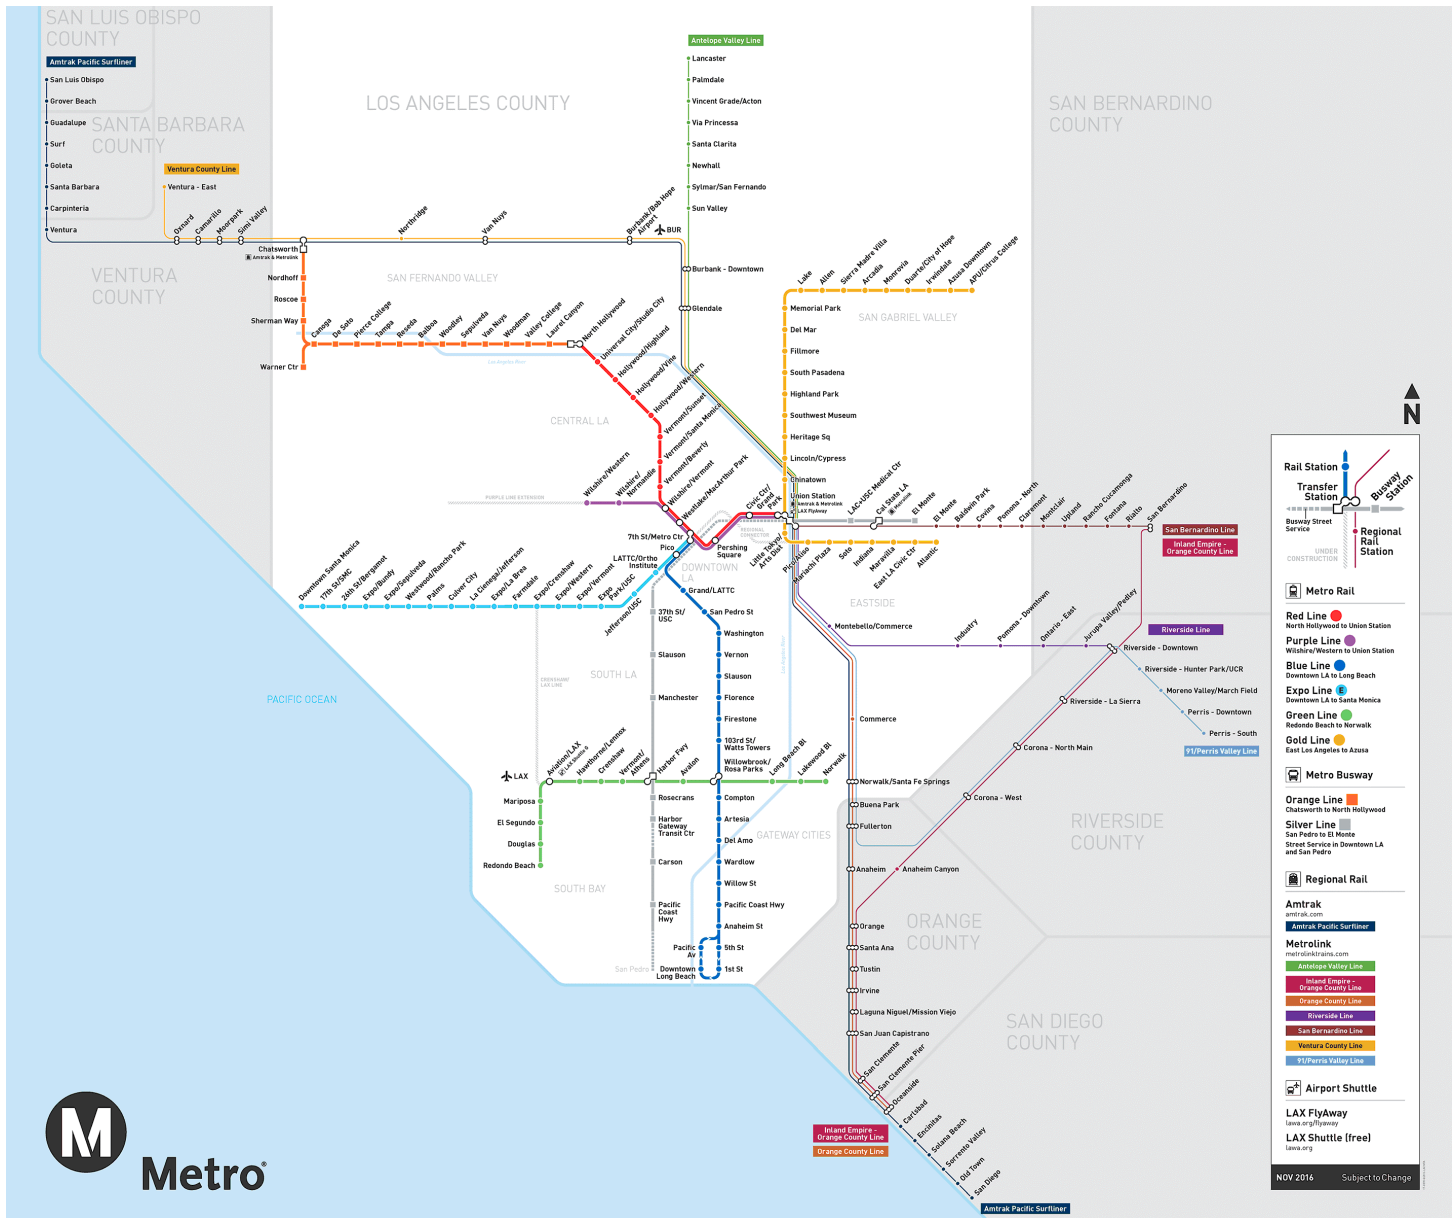 SAN LUIS OBISPO
COUNTY
Amtrak Pacific Surfliner
San Luis Obispo
Grover Beach
Guadalupe
Surf
Goleta
Santa Barbara
Carpinteria
Ventura
SANTA BARBARA
COUNTY
Ventura County Line
Ventura - East
Oxnard
Camarillo
Moorpark
Simi Valley
VENTURA
COUNTY
LOS ANGELES COUNTY
Antelope Valley Line
Lancaster
Palmdale
Vincent Grade/Acton
Via Princessa
Santa Clarita
Newhall
Sylmar/San Fernando
Sun Valley
SAN BERNARDINO
COUNTY
Northridge
Van Nuys
Burbank/Bob Hope
Airport
BUR
Burbank - Downtown
Glendale
Chatsworth
Amtrak & Metrolink
Nordhoff
Roscoe
Sherman Way
Warner Ctr
SAN FERNANDO VALLEY
Canoga
De Soto
Pierce College
Tampa
Reseda
Balboa
Woodley
Sepulveda
Van Nuys
Woodman
Valley College
Laurel Canyon
North Hollywood
Los Angeles River
Universal City/Studio City
Hollywood/Highland
Hollywood/Vine
Hollywood/Western
Vermont/Sunset
Vermont/Santa Monica
Vermont/Beverly
Wilshire/Vermont
Westlake/MacArthur Park
CENTRAL LA
PURPLE LINE EXTENSION
Wilshire/Western
Wilshire/
Normandie
Lake
Allen
Sierra Madre Villa
Arcadia
Monrovia
Duarte/City of Hope
Irwindale
Azusa Downtown
APU/Citrus College
SAN GABRIEL VALLEY
Memorial Park
Del Mar
Fillmore
South Pasadena
Highland Park
Southwest Museum
Heritage Sq
Lincoln/Cypress
Chinatown
Union Station
Amtrak & Metrolink
LAX FlyAway
Civic Ctr/
Grand
Park
REGIONAL
CONNECTOR
7th St/Metro Ctr
Pershing
Square
Pico
DOWNTOWN
LA
LATTC/Ortho
Institute
Little Tokyo/
Arts Dist
Pico/Aliso
Mariachi Plaza
Soto
Indiana
Maravilla
East LA Civic Ctr
Atlantic
LAC+USC Medical Ctr
Cal State LA
Metrolink
El Monte
El Monte
Baldwin Park
Covina
Pomona - North
Claremont
Montclair
Upland
Rancho Cucamonga
Fontana
Rialto
San Bernardino
San Bernardino Line
Inland Empire -
Orange County Line
Downtown Santa Monica
17th St/SMC
26th St/Bergamot
Expo/Bundy
Expo/Sepulveda
Westwood/Rancho Park
Palms
Culver City
La Cienega/Jefferson
Expo/La Brea
Farmdale
Expo/Crenshaw
Expo/Western
Expo/Vermont
Expo
Park/USC
Jefferson/USC
CRENSHAW/
LAX LINE
37th St/
USC
Slauson
Manchester
SOUTH LA
Grand/LATTC
San Pedro St
Washington
Vernon
Slauson
Florence
Firestone
103rd St/
Watts Towers
Willowbrook/
Rosa Parks
Los Angeles River
EASTSIDE
Montebello/Commerce
Industry
Pomona - Downtown
Ontario - East
Jurupa Valley/Pedley
Riverside Line
Riverside - Downtown
Riverside - Hunter Park/UCR
Moreno Valley/March Field
Perris - Downtown
Perris - South
91/Perris Valley Line
Riverside - La Sierra
Corona - North Main
Corona - West
Commerce
PACIFIC OCEAN
LAX
Aviation/LAX
LAX Shuttle G
Hawthorne/Lennox
Crenshaw
Vermont/
Athens
Harbor Fwy
Avalon
Long Beach Bl
Lakewood Bl
Norwalk
Mariposa
El Segundo
Douglas
Redondo Beach
SOUTH BAY
Rosecrans
Harbor
Gateway
Transit Ctr
Carson
Pacific
Coast
Hwy
San Pedro
Compton
Artesia
Del Amo
Wardlow
Willow St
Pacific Coast Hwy
Anaheim St
5th St
1st St
Pacific
Av
Downtown
Long Beach
GATEWAY CITIES
Norwalk/Santa Fe Springs
Buena Park
Fullerton
Anaheim
Anaheim Canyon
RIVERSIDE
COUNTY
ORANGE
COUNTY
Orange
Santa Ana
Tustin
Irvine
Laguna Niguel/Mission Viejo
San Juan Capistrano
San Clemente
San Clemente Pier
Oceanside
SAN DIEGO
COUNTY
Carlsbad
Encinitas
Solana Beach
Sorrento Valley
Old Town
San Diego
Inland Empire -
Orange County Line
Orange County Line
Amtrak Pacific Surfliner
M
Metro
N
Rail Station
Transfer
Station
Busway
Station
Busway Street
Service
UNDER
CONSTRUCTION
Regional
Rail
Station
Metro Rail
Red Line
North Hollywood to Union Station
Purple Line
Wilshire/Western to Union Station
Blue Line
Downtown LA to Long Beach
Expo Line E
Downtown LA to Santa Monica
Green Line
Redondo Beach to Norwalk
Gold Line
East Los Angeles to Azusa
Metro Busway
Orange Line
Chatsworth to North Hollywood
Silver Line
San Pedro to El Monte
Street Service in Downtown LA
and San Pedro
Regional Rail
Amtrak
amtrak.com
Amtrak Pacific Surfliner
Metrolink
metrolinktrains.com
Antelope Valley Line
Inland Empire -
Orange County Line
Orange County Line
Riverside Line
San Bernardino Line
Ventura County Line
91/Perris Valley Line
Airport Shuttle
LAX FlyAway
lawa.org/flyaway
LAX Shuttle (free)
lawa.org
NOV 2016 Subject to Change